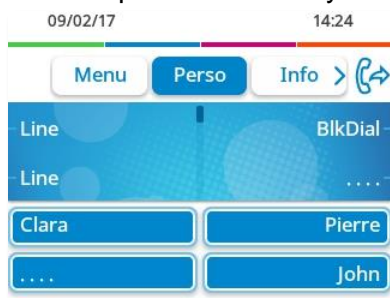 09/02/17 14:24
Menu Perso Info >
Line BlkDial
Line ....
Clara Pierre
.... John